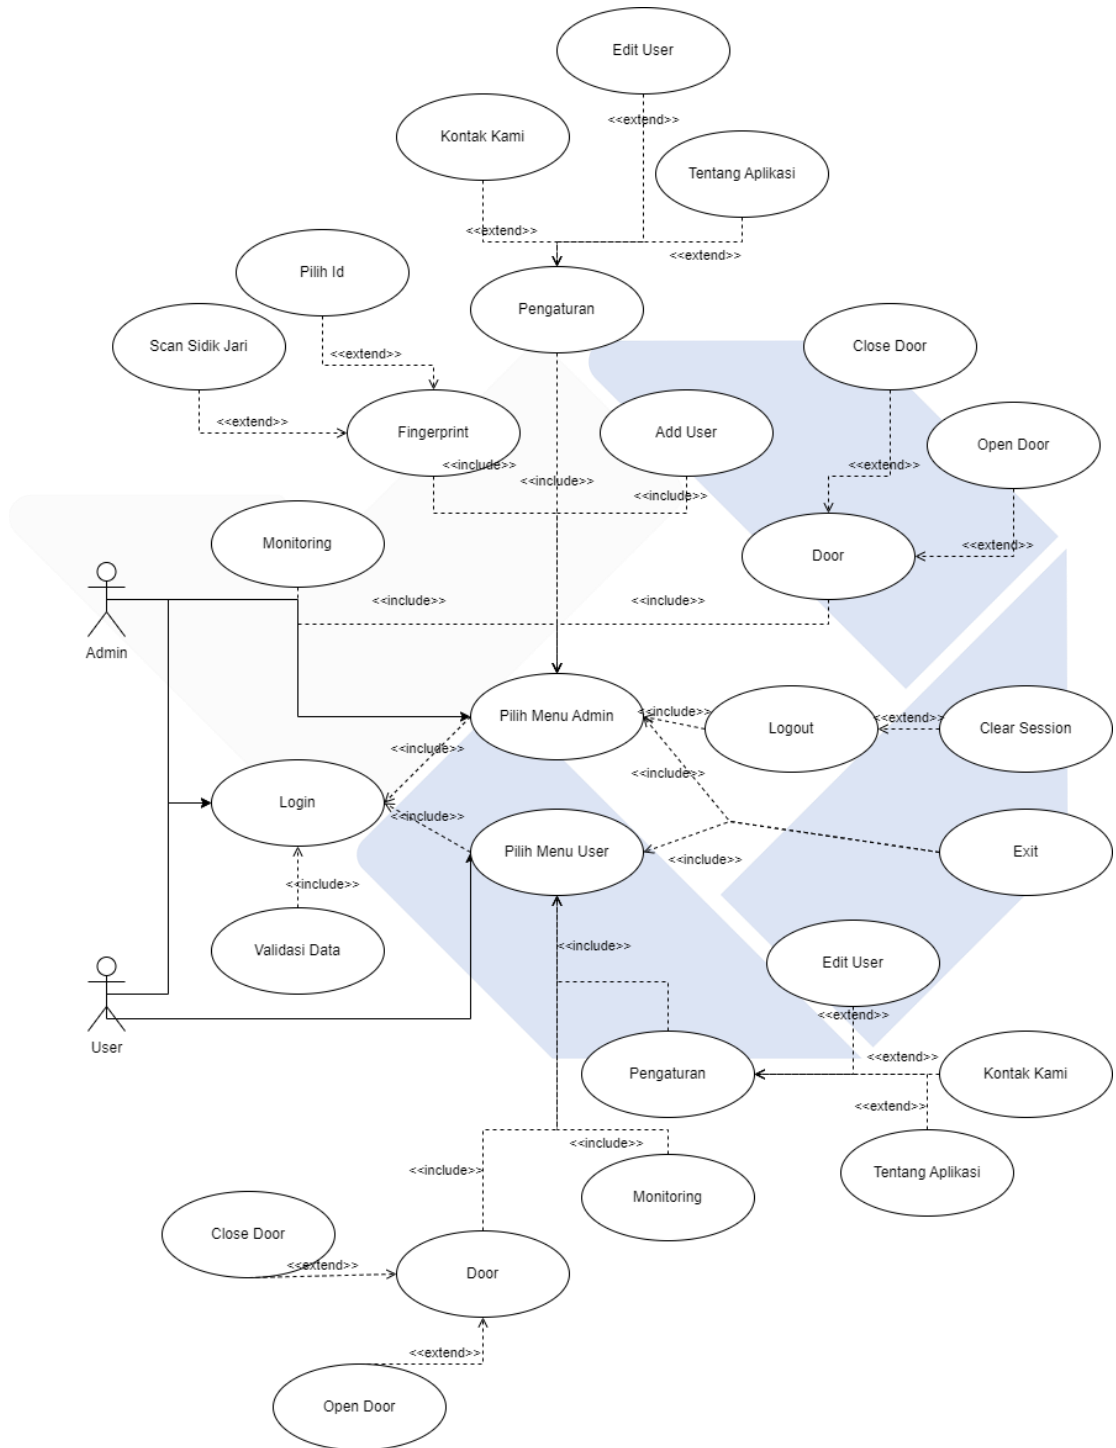 Edit User
<<extend>>
Kontak Kami
Tentang Aplikasi
<<extend>>
<<extend>>
Pilih Id
Pengaturan
Scan Sidik Jari
<<extend>>
Close Door
<<extend>>
Fingerprint
Add User
Open Door
<<include>>
<<include>>
<<extend>>
<<include>>
Monitoring
Door
<<extend>>
<<include>>
<<include>>
Admin
Pilih Menu Admin
<<include>>
Logout
<<extend>>
Clear Session
<<include>>
<<include>>
Login
<<include>>
Pilih Menu User
<<include>>
Exit
<<include>>
Validasi Data
<<include>>
Edit User
<<extend>>
User
Pengaturan
<<extend>>
Kontak Kami
<<extend>>
<<include>>
<<include>>
Tentang Aplikasi
Monitoring
Close Door
<<extend>>
Door
<<extend>>
Open Door